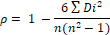 ρ = 1 − 6 Σ Di² / n(n² − 1)